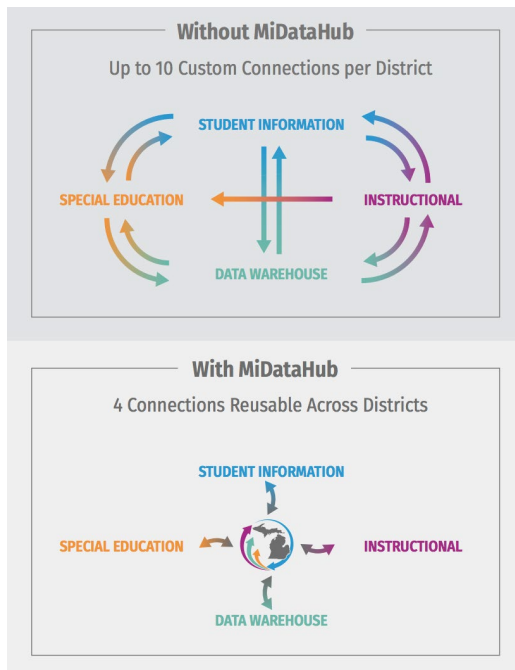 Without MiDataHub
Up to 10 Custom Connections per District
STUDENT INFORMATION
SPECIAL EDUCATION
INSTRUCTIONAL
DATA WAREHOUSE
With MiDataHub
4 Connections Reusable Across Districts
STUDENT INFORMATION
SPECIAL EDUCATION
INSTRUCTIONAL
DATA WAREHOUSE